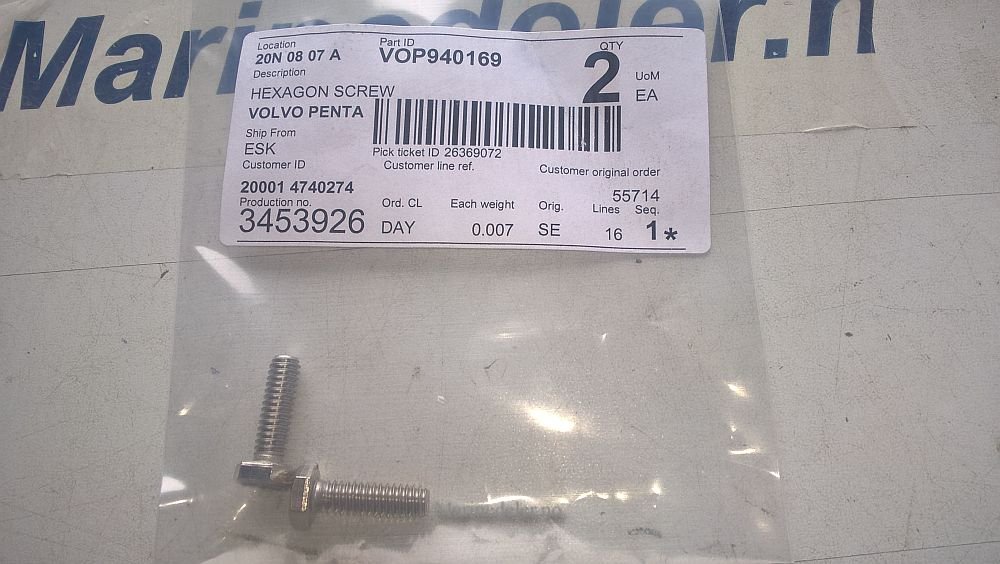 Marinedeler.n
Location
20N 08 07 A
Part ID
VOP940169
QTY
2
UoM
EA
Description
HEXAGON SCREW
VOLVO PENTA
Ship From
ESK
Pick ticket ID 26369072
Customer ID
Customer line ref.
Customer original order
20001 4740274
55714
Production no.
3453926
Ord. CL
DAY
Each weight
0.007
Orig.
SE
Lines
16
Seq.
1*